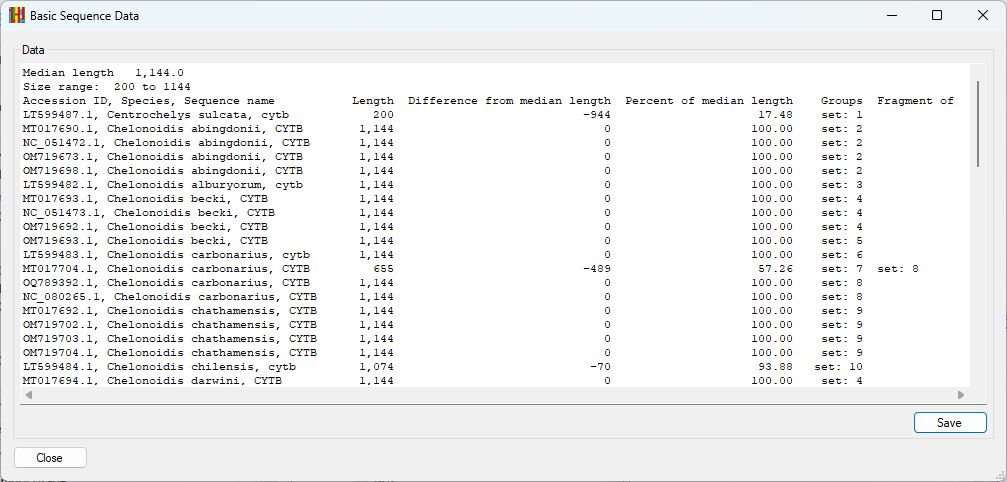 Basic Sequence Data
Data
Median length   1,144.0
Size range:  200 to 1144
Accession ID, Species, Sequence name           Length  Difference from median length  Percent of median length    Groups  Fragment of
LT599487.1, Centrochelys sulcata, cytb            200                           -944                     17.48    set: 1
MT017690.1, Chelonoidis abingdonii, CYTB        1,144                              0                    100.00    set: 2
NC_051472.1, Chelonoidis abingdonii, CYTB       1,144                              0                    100.00    set: 2
OM719673.1, Chelonoidis abingdonii, CYTB        1,144                              0                    100.00    set: 2
OM719698.1, Chelonoidis abingdonii, CYTB        1,144                              0                    100.00    set: 2
LT599482.1, Chelonoidis alburyorum, cytb        1,144                              0                    100.00    set: 3
MT017693.1, Chelonoidis becki, CYTB             1,144                              0                    100.00    set: 4
NC_051473.1, Chelonoidis becki, CYTB            1,144                              0                    100.00    set: 4
OM719692.1, Chelonoidis becki, CYTB             1,144                              0                    100.00    set: 4
OM719693.1, Chelonoidis becki, CYTB             1,144                              0                    100.00    set: 5
LT599483.1, Chelonoidis carbonarius, cytb       1,144                              0                    100.00    set: 6
MT017704.1, Chelonoidis carbonarius, CYTB         655                           -489                     57.26    set: 7  set: 8
OQ789392.1, Chelonoidis carbonarius, CYTB       1,144                              0                    100.00    set: 8
NC_080265.1, Chelonoidis carbonarius, CYTB      1,144                              0                    100.00    set: 8
MT017692.1, Chelonoidis chathamensis, CYTB      1,144                              0                    100.00    set: 9
OM719702.1, Chelonoidis chathamensis, CYTB      1,144                              0                    100.00    set: 9
OM719703.1, Chelonoidis chathamensis, CYTB      1,144                              0                    100.00    set: 9
OM719704.1, Chelonoidis chathamensis, CYTB      1,144                              0                    100.00    set: 9
LT599484.1, Chelonoidis chilensis, cytb         1,074                            -70                     93.88   set: 10
MT017694.1, Chelonoidis darwini, CYTB           1,144                              0                    100.00    set: 4
Save
Close